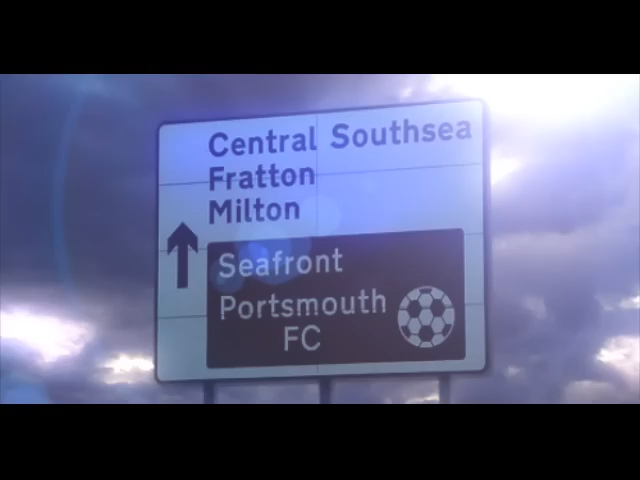 Central Southsea
Fratton
Milton
Seafront
Portsmouth
FC